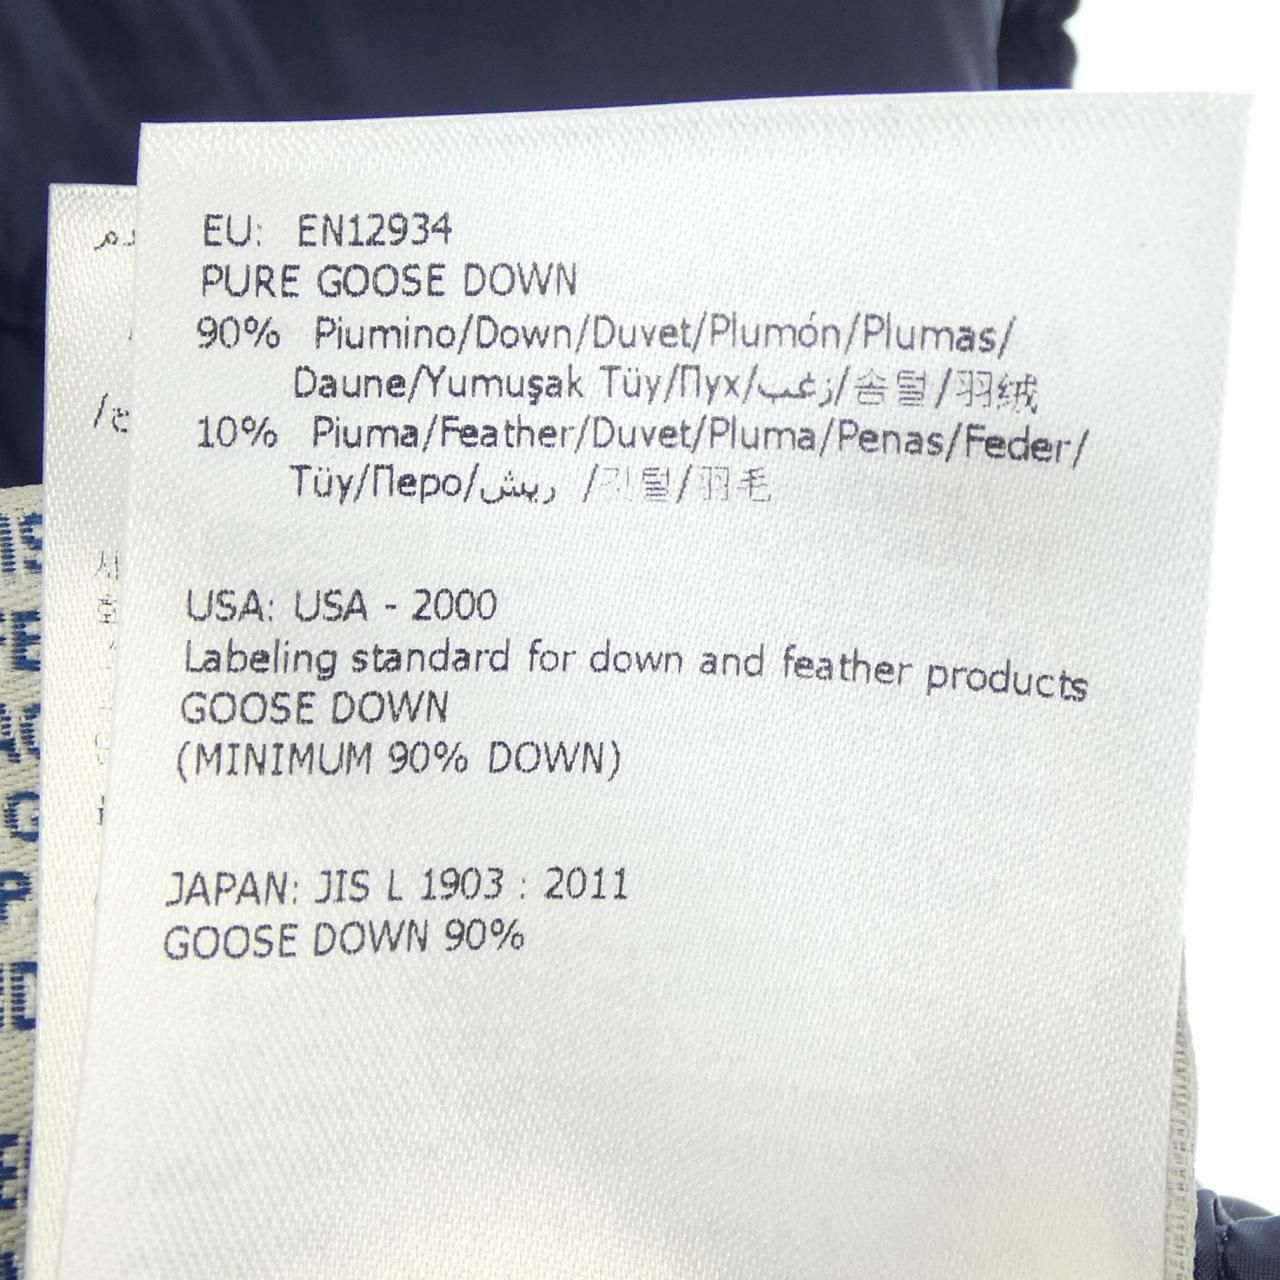 EU: EN12934
PURE GOOSE DOWN
90% Piumino/Down/Duvet/Plumón/Plumas/
Daune/Yumuşak Tüy/Пух/زغب/솜털/羽绒
10% Piuma/Feather/Duvet/Pluma/Penas/Feder/
Tüy/Перо/ريش /깃털/羽毛
USA: USA - 2000
Labeling standard for down and feather products
GOOSE DOWN
(MINIMUM 90% DOWN)
JAPAN: JIS L 1903 : 2011
GOOSE DOWN 90%